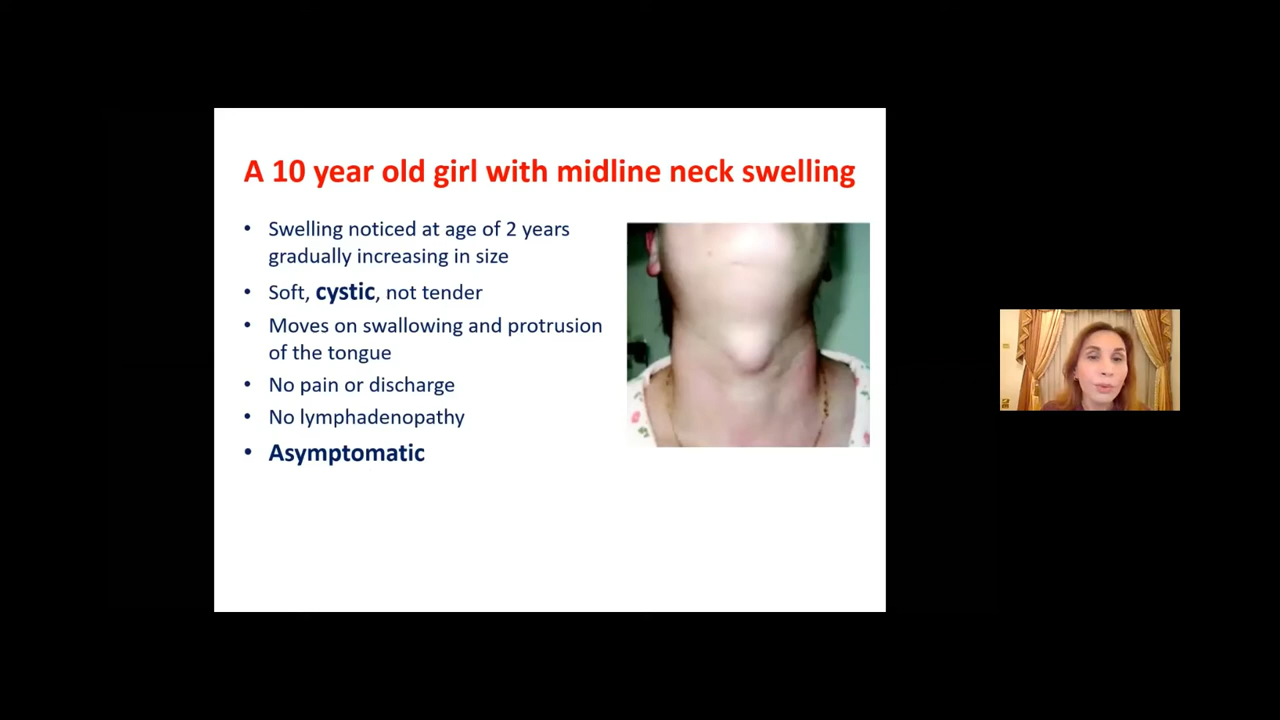 A 10 year old girl with midline neck swelling
• Swelling noticed at age of 2 years
gradually increasing in size
• Soft, cystic, not tender
• Moves on swallowing and protrusion
of the tongue
• No pain or discharge
• No lymphadenopathy
• Asymptomatic